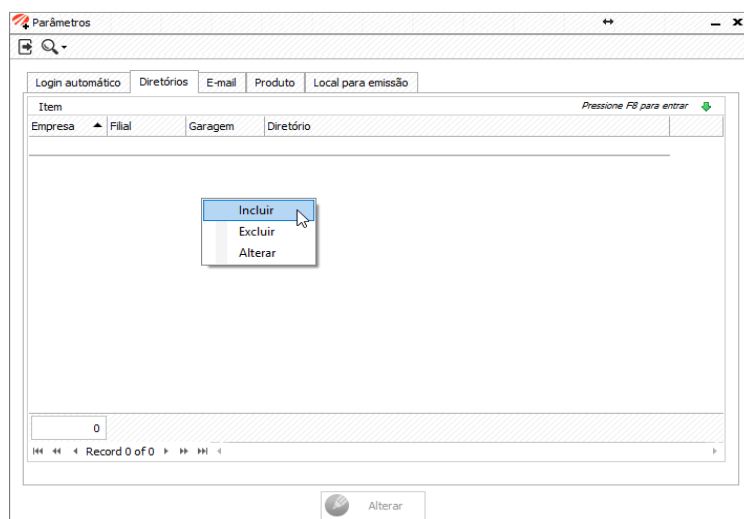 Parâmetros
Login automático Diretórios E-mail Produto Local para emissão
Item Pressione F8 para entrar
Empresa Filial Garagem Diretório
Incluir
Excluir
Alterar
0
Record 0 of 0
Alterar